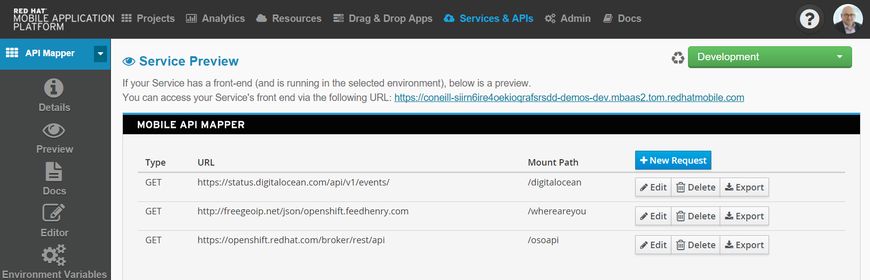 RED HAT®
MOBILE APPLICATION
PLATFORM
Projects Analytics Resources Drag & Drop Apps Services & APIs Admin Docs
?
API Mapper
Details
Preview
Docs
Editor
Environment Variables
Service Preview
Development
If your Service has a front-end (and is running in the selected environment), below is a preview.
You can access your Service's front end via the following URL: https://coneill-siirn6ire4oekioqrafsrsdd-demos-dev.mbaas2.tom.redhatmobile.com
MOBILE API MAPPER
Type URL Mount Path New Request
GET https://status.digitalocean.com/api/v1/events/ /digitalocean Edit Delete Export
GET http://freegeoip.net/json/openshift.feedhenry.com /whereareyou Edit Delete Export
GET https://openshift.redhat.com/broker/rest/api /osoapi Edit Delete Export